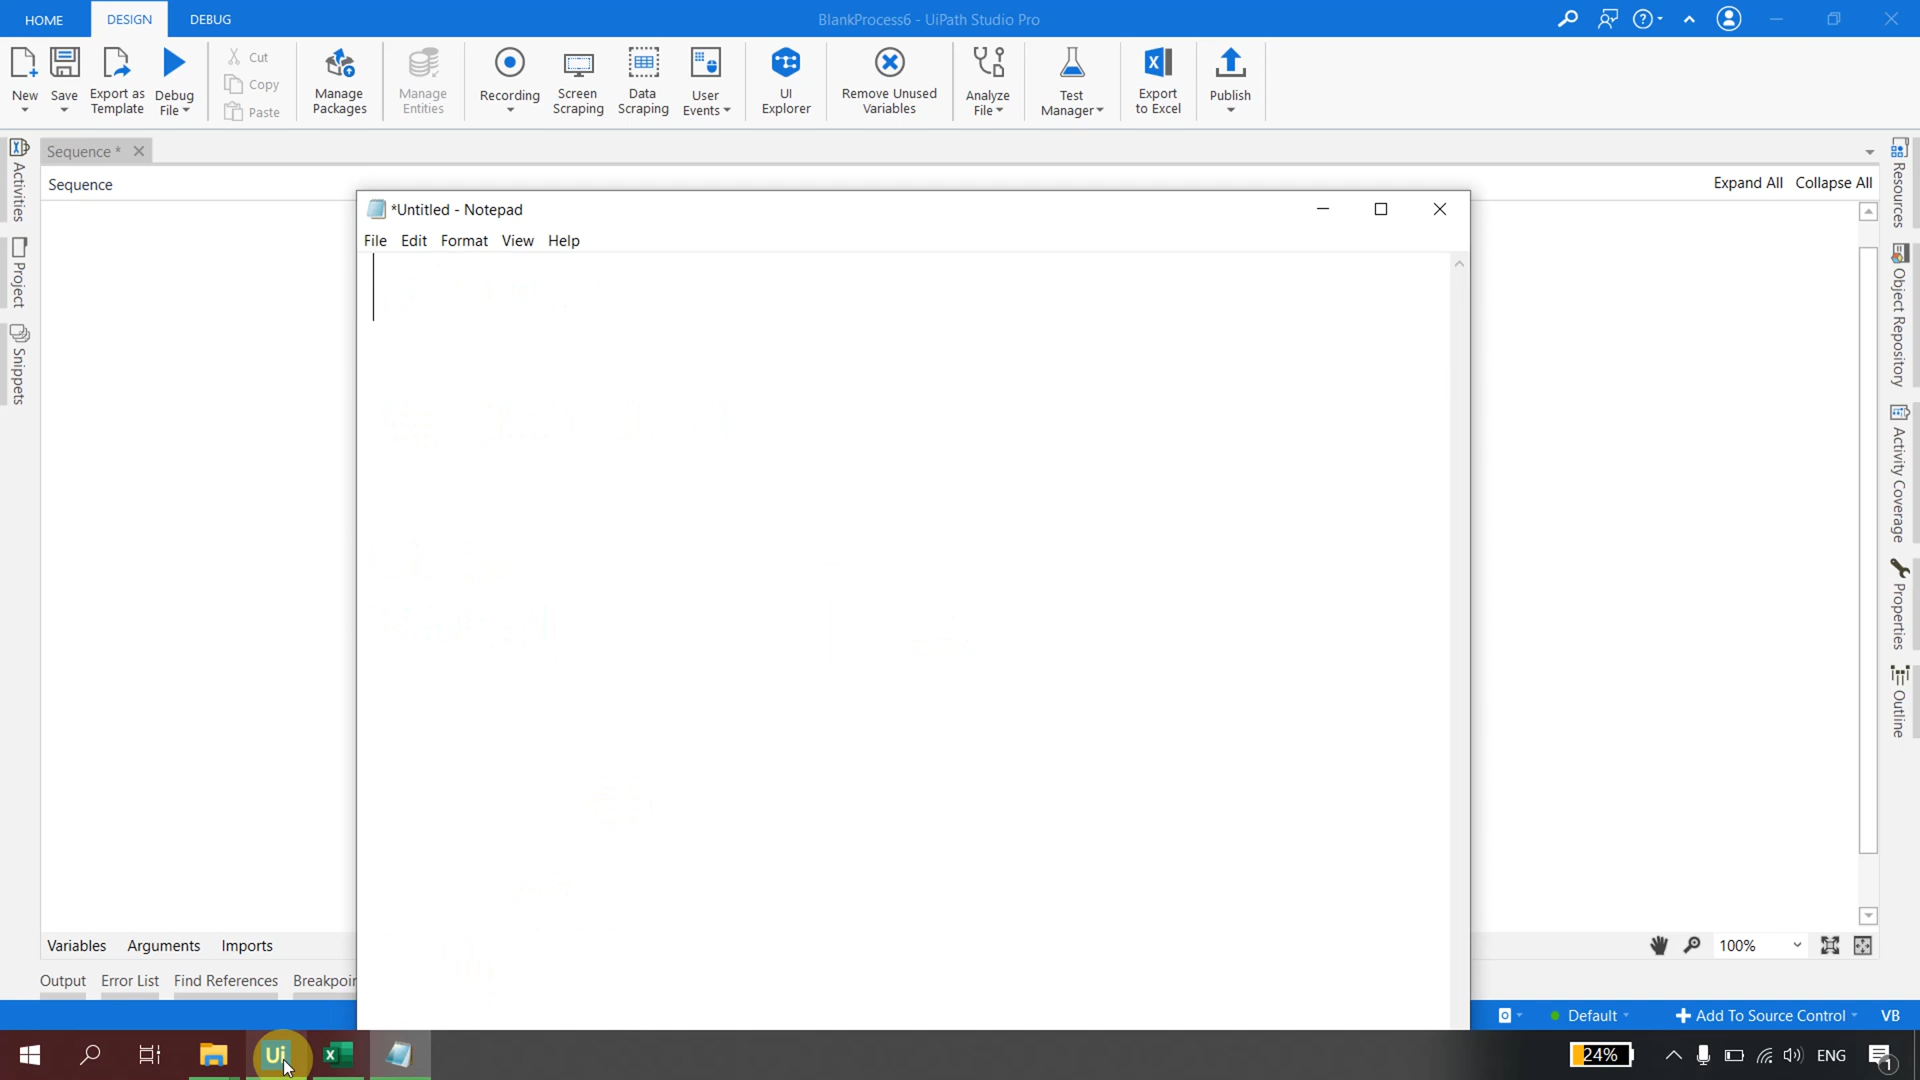 HOME DESIGN DEBUG BlankProcess6 - UiPath Studio Pro
New Save Export as Template Debug File Cut Copy Paste Manage Packages Manage Entities Recording Screen Scraping Data Scraping User Events UI Explorer Remove Unused Variables Analyze File Test Manager Export to Excel Publish
Sequence *
Sequence Expand All Collapse All
*Untitled - Notepad
File Edit Format View Help
Activities
Project
Snippets
Resources
Object Repository
Activity Coverage
Properties
Outline
Variables Arguments Imports 100%
Output Error List Find References Breakpoin
Default Add To Source Control VB
Ui 24% ENG 1